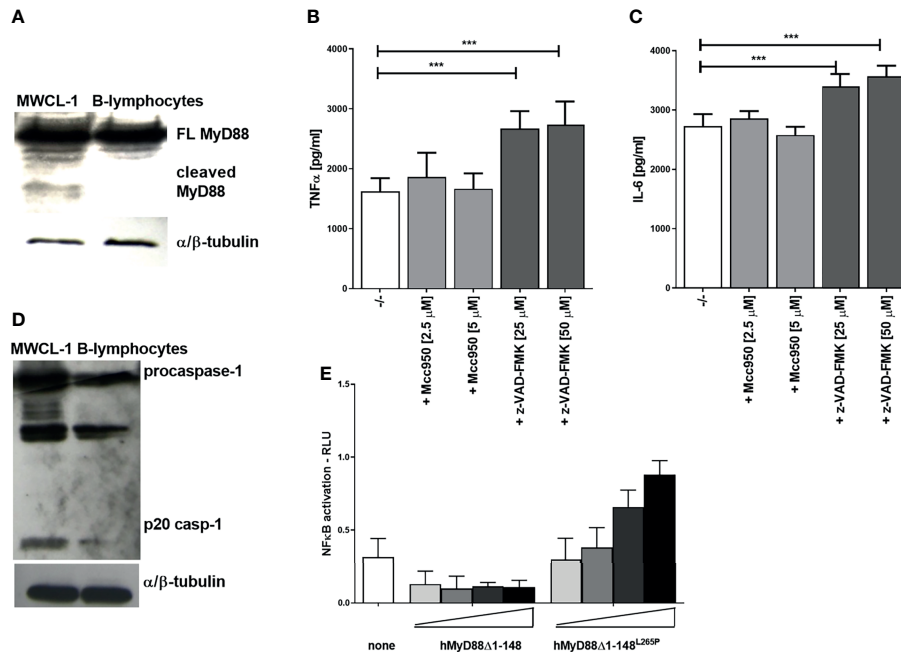 A
MWCL-1 B-lymphocytes
FL MyD88
cleaved
MyD88
α/β-tubulin
B
TNFα [pg/ml]
4000
3000
2000
1000
0
***
***
-/-
+ Mcc950 [2.5 μM]
+ Mcc950 [5 μM]
+ z-VAD-FMK [25 μM]
+ z-VAD-FMK [50 μM]
C
IL-6 [pg/ml]
4000
3000
2000
1000
0
***
***
-/-
+ Mcc950 [2.5 μM]
+ Mcc950 [5 μM]
+ z-VAD-FMK [25 μM]
+ z-VAD-FMK [50 μM]
D
MWCL-1 B-lymphocytes
procaspase-1
p20 casp-1
α/β-tubulin
E
NFκB activation - RLU
1.5
1.0
0.5
0.0
none
hMyD88Δ1-148
hMyD88Δ1-148L265P